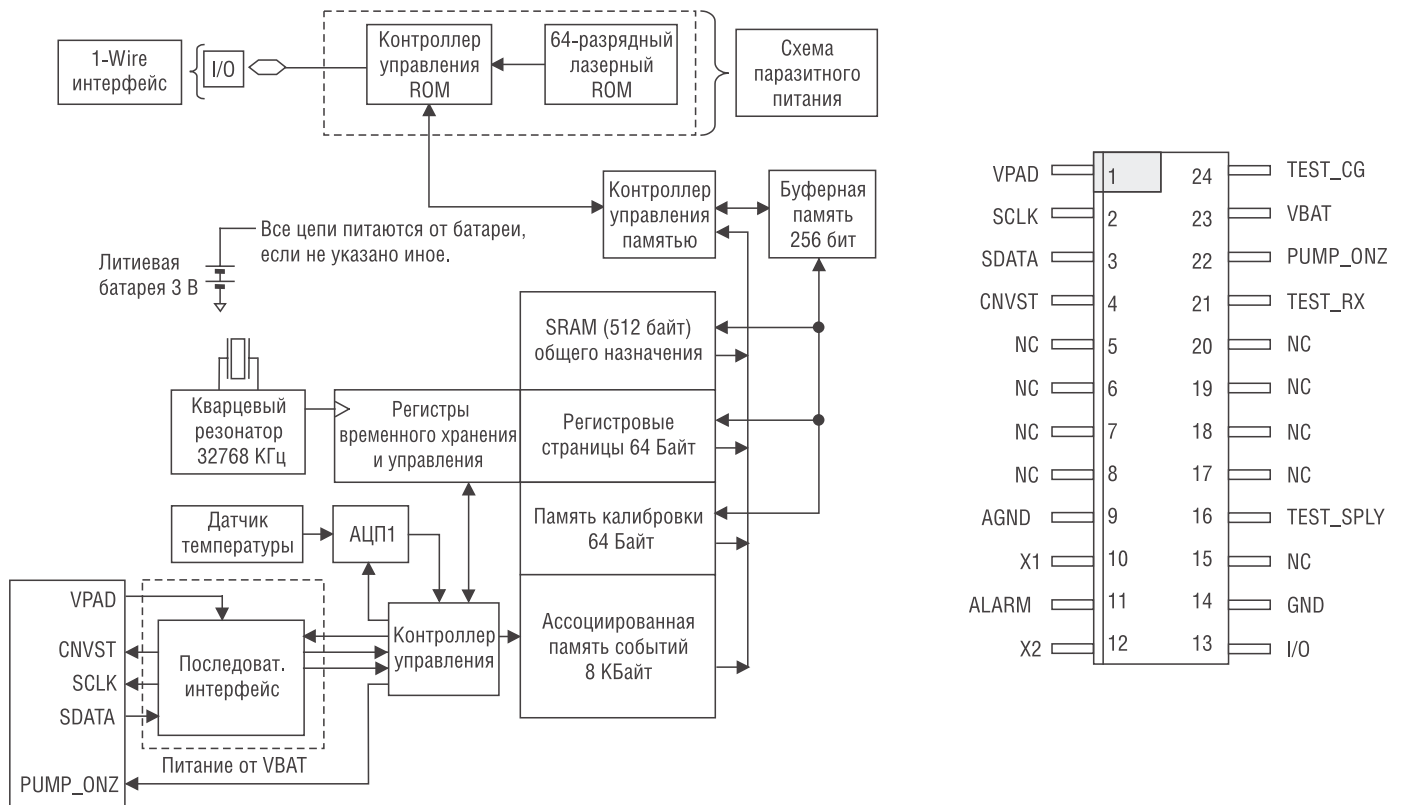 1-Wire
интерфейс
I/O
Контроллер
управления
ROM
64-разрядный
лазерный
ROM
Схема
паразитного
питания
Контроллер
управления
памятью
Буферная
память
256 бит
Все цепи питаются от батареи,
если не указано иное.
Литиевая
батарея 3 В
SRAM (512 байт)
общего назначения
Кварцевый
резонатор
32768 КГц
Регистры
временного хранения
и управления
Регистровые
страницы 64 Байт
Датчик
температуры
АЦП1
Память калибровки
64 Байт
VPAD
CNVST
SCLK
SDATA
PUMP_ONZ
Последоват.
интерфейс
Контроллер
управления
Ассоциированная
память событий
8 КБайт
Питание от VBAT
VPAD 1 24 TEST_CG
SCLK 2 23 VBAT
SDATA 3 22 PUMP_ONZ
CNVST 4 21 TEST_RX
NC 5 20 NC
NC 6 19 NC
NC 7 18 NC
NC 8 17 NC
AGND 9 16 TEST_SPLY
X1 10 15 NC
ALARM 11 14 GND
X2 12 13 I/O